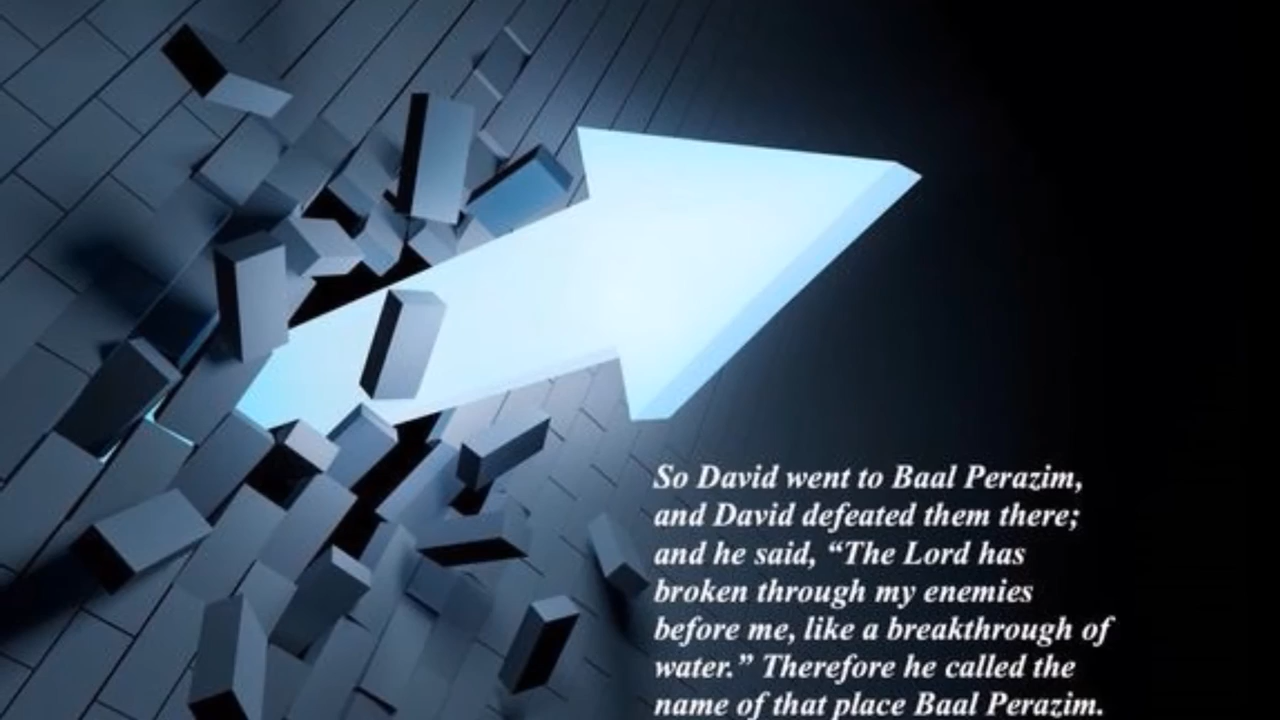 So David went to Baal Perazim,
and David defeated them there;
and he said, “The Lord has
broken through my enemies
before me, like a breakthrough of
water.” Therefore he called the
name of that place Baal Perazim.